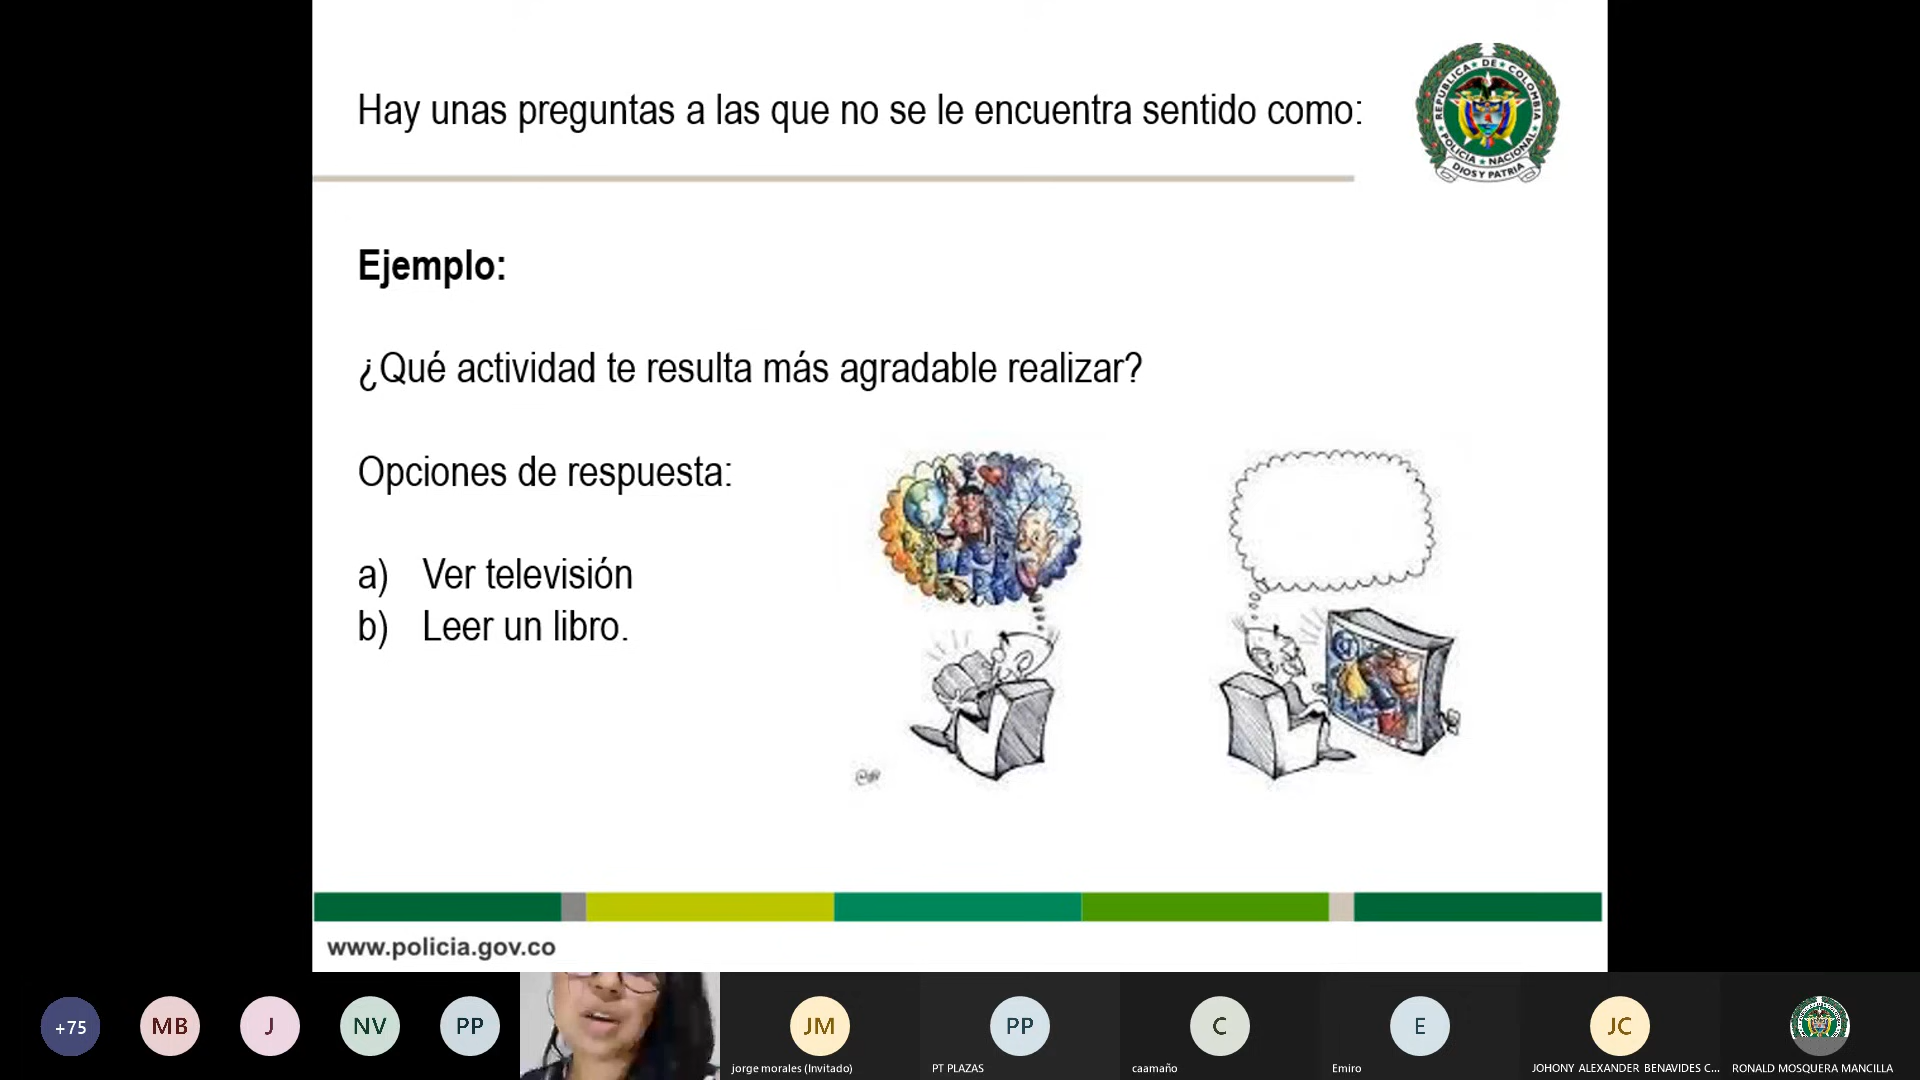 Hay unas preguntas a las que no se le encuentra sentido como:
REPUBLICA DE COLOMBIA
POLICIA NACIONAL
DIOS Y PATRIA
Ejemplo:
¿Qué actividad te resulta más agradable realizar?
Opciones de respuesta:
a) Ver televisión
b) Leer un libro.
www.policia.gov.co
+75
MB
J
NV
PP
JM
PP
C
E
JC
jorge morales (Invitado)
PT PLAZAS
caamaño
Emiro
JOHONY ALEXANDER BENAVIDES C...
RONALD MOSQUERA MANCILLA